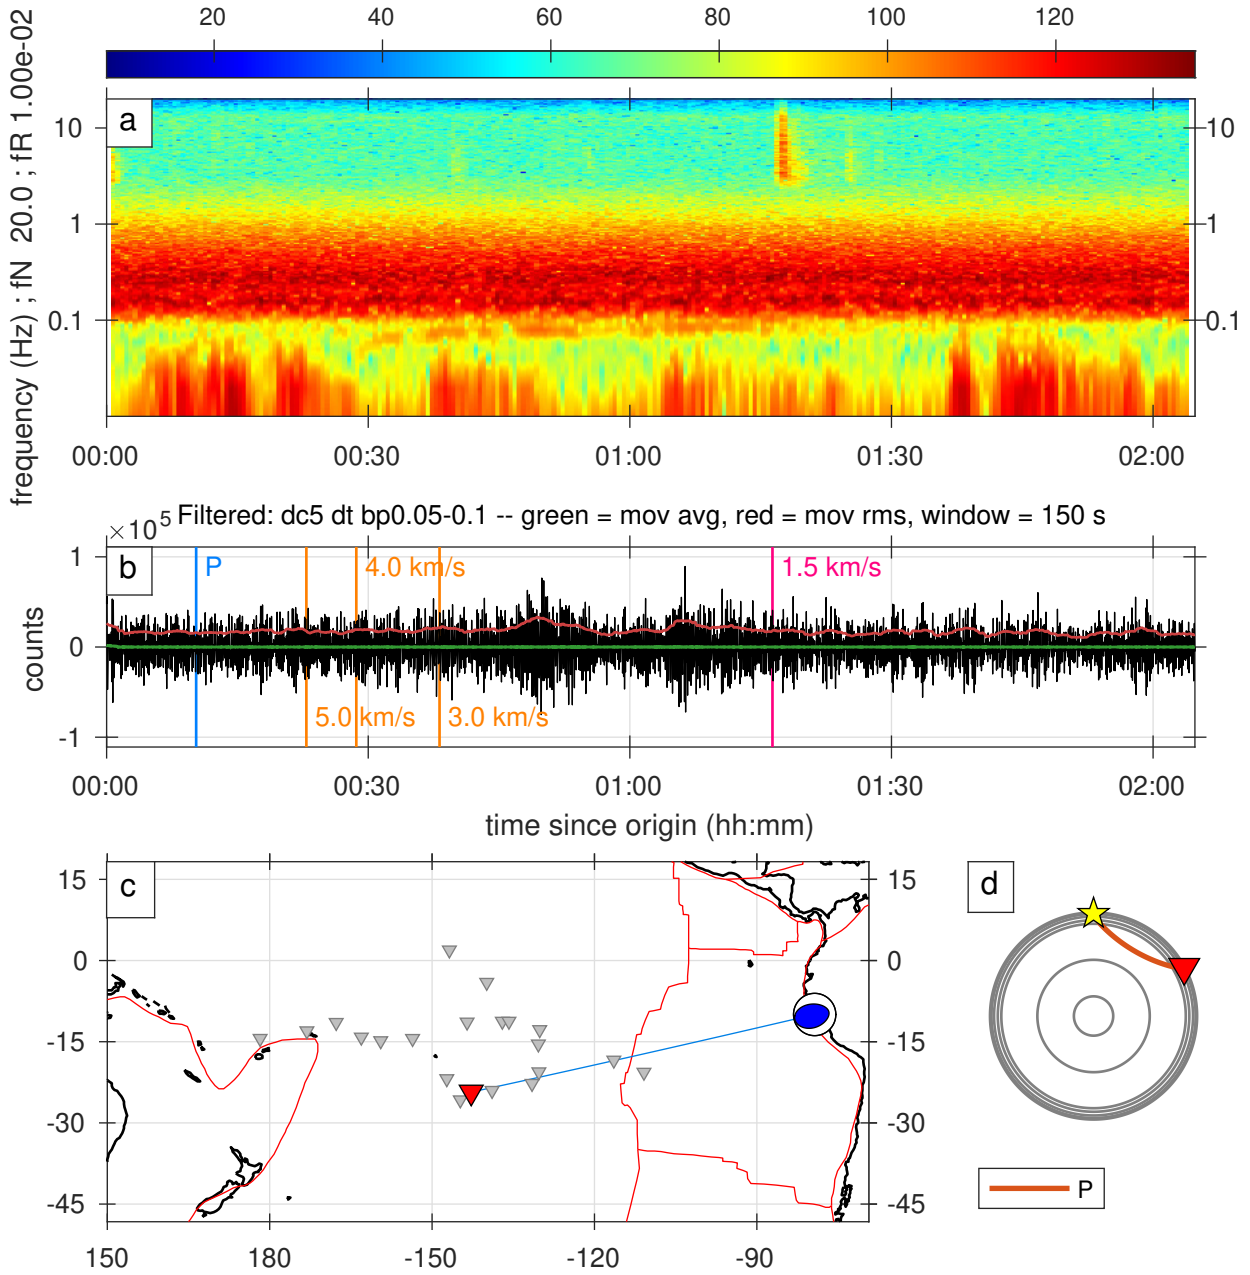 20 40 60 80 100 120
frequency (Hz) ; fN 20.0 ; fR 1.00e-02
a
10 10
1 1
0.1 0.1
00:00 00:30 01:00 01:30 02:00
×10^5 Filtered: dc5 dt bp0.05-0.1 -- green = mov avg, red = mov rms, window = 150 s
b
P 4.0 km/s 1.5 km/s
5.0 km/s 3.0 km/s
counts
1
0
-1
00:00 00:30 01:00 01:30 02:00
time since origin (hh:mm)
c
15 15
0 0
-15 -15
-30 -30
-45 -45
150 180 -150 -120 -90
d
P